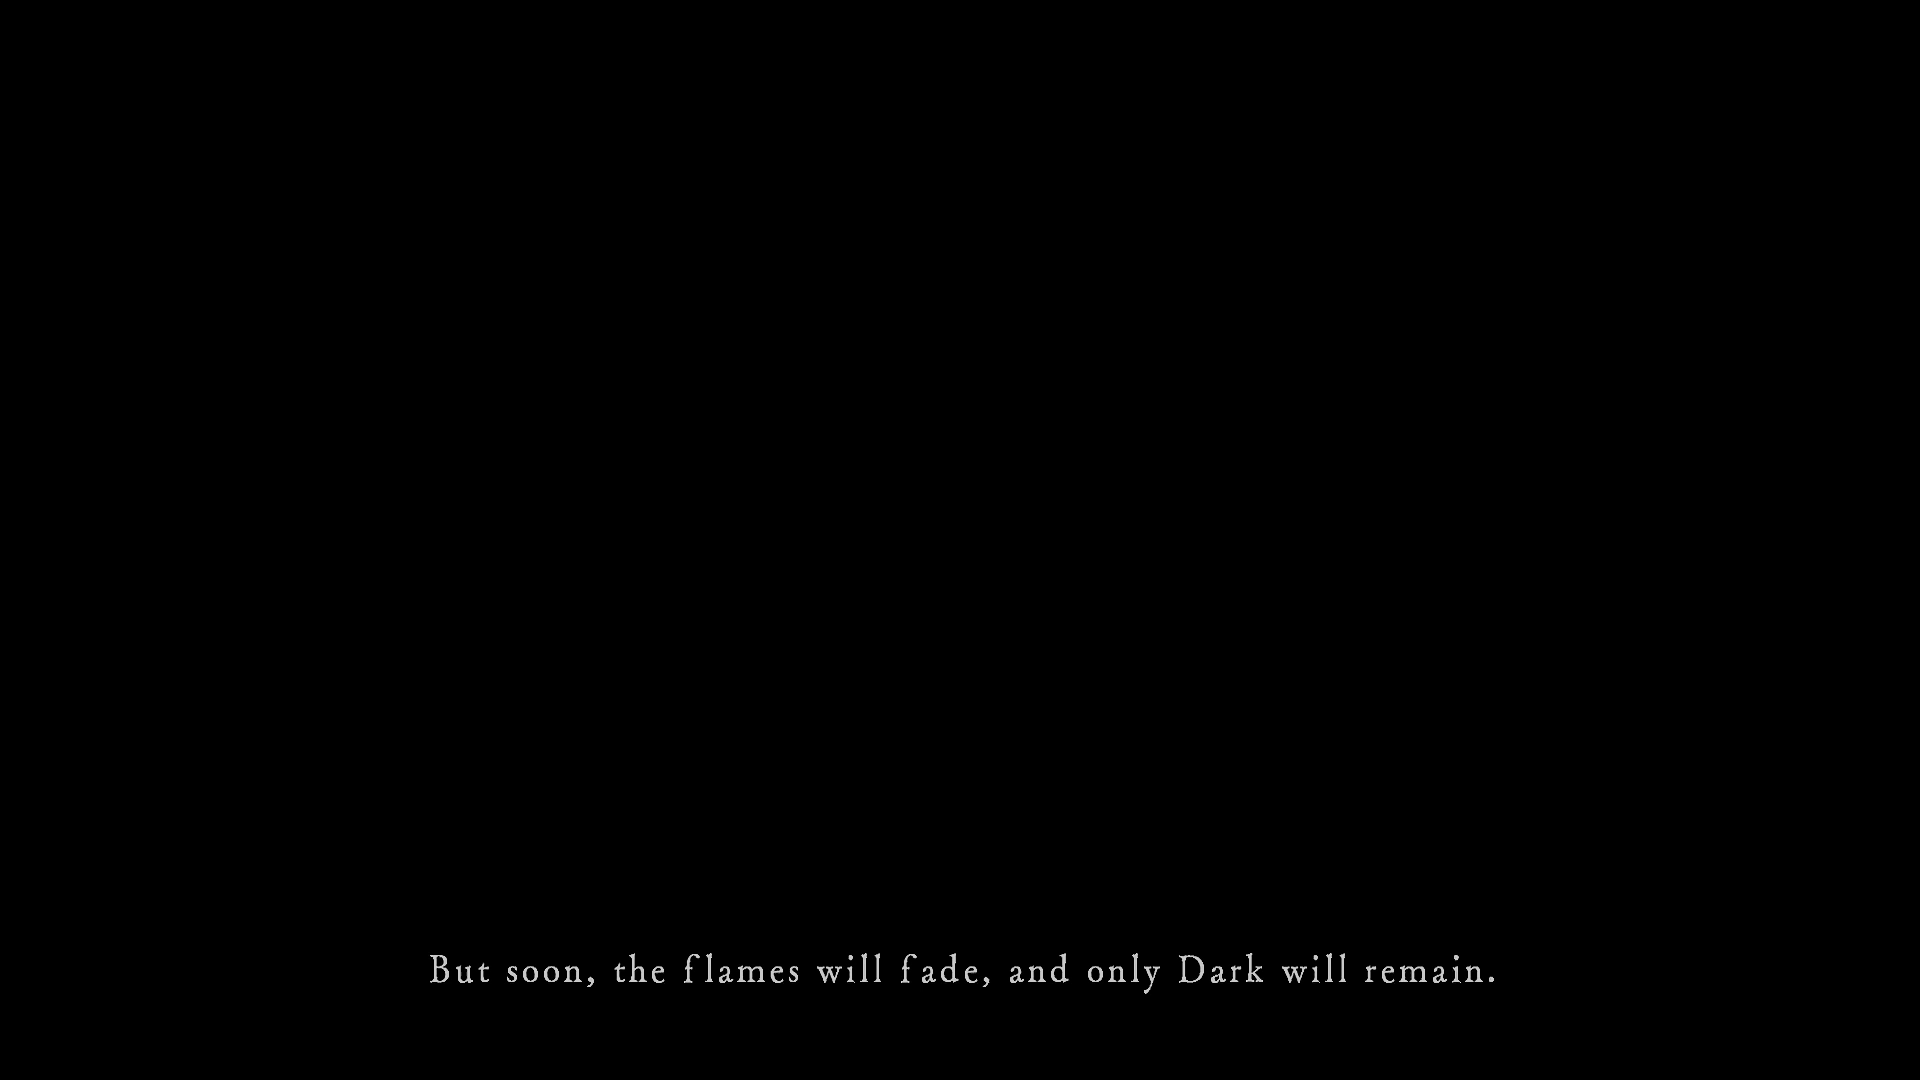 But soon, the flames will fade, and only Dark will remain.